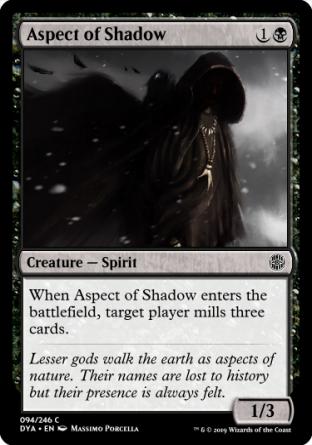 Aspect of Shadow 1
Creature — Spirit
When Aspect of Shadow enters the
battlefield, target player mills three
cards.
Lesser gods walk the earth as aspects of
nature. Their names are lost to history
but their presence is always felt.
1/3
094/246 C
DYA • EN Massimo Porcella
™ & © 2019 Wizards of the Coast